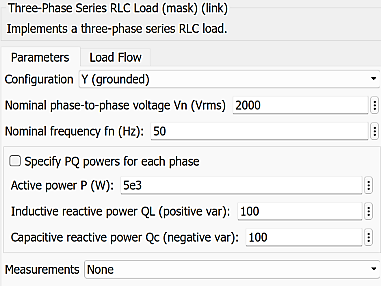 Three-Phase Series RLC Load (mask) (link)
Implements a three-phase series RLC load.
Parameters Load Flow
Configuration Y (grounded)
Nominal phase-to-phase voltage Vn (Vrms) 2000
Nominal frequency fn (Hz): 50
Specify PQ powers for each phase
Active power P (W): 5e3
Inductive reactive power QL (positive var): 100
Capacitive reactive power Qc (negative var): 100
Measurements None